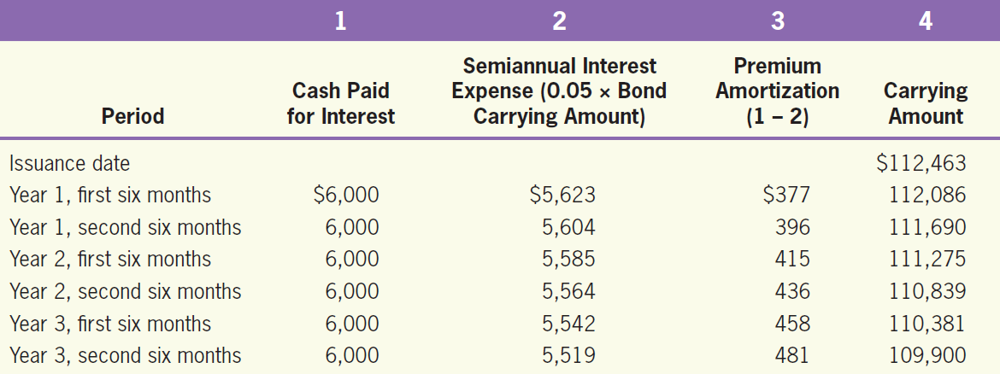 1 2 3 4
Semiannual Interest Premium
Cash Paid Expense (0.05 × Bond Amortization Carrying
Period for Interest Carrying Amount) (1 – 2) Amount
Issuance date $112,463
Year 1, first six months $6,000 $5,623 $377 112,086
Year 1, second six months 6,000 5,604 396 111,690
Year 2, first six months 6,000 5,585 415 111,275
Year 2, second six months 6,000 5,564 436 110,839
Year 3, first six months 6,000 5,542 458 110,381
Year 3, second six months 6,000 5,519 481 109,900